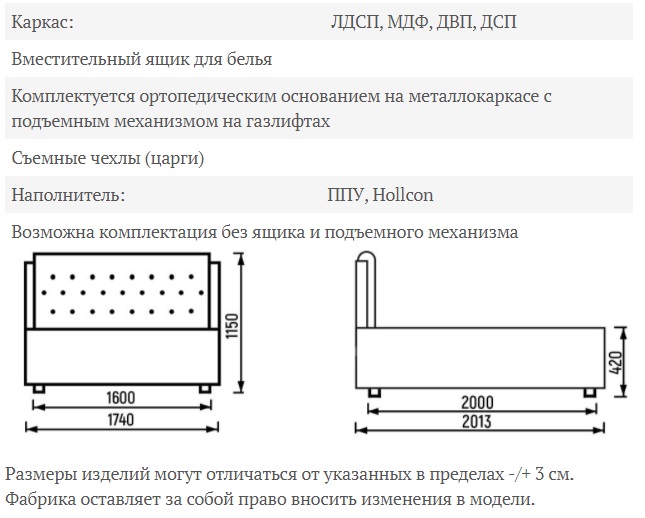 Каркас: ЛДСП, МДФ, ДВП, ДСП
Вместительный ящик для белья
Комплектуется ортопедическим основанием на металлокаркасе с
подъемным механизмом на газлифтах
Съемные чехлы (царги)
Наполнитель: ППУ, Hollcon
Возможна комплектация без ящика и подъемного механизма
1150
1600
1740
420
2000
2013
Размеры изделий могут отличаться от указанных в пределах -/+ 3 см.
Фабрика оставляет за собой право вносить изменения в модели.